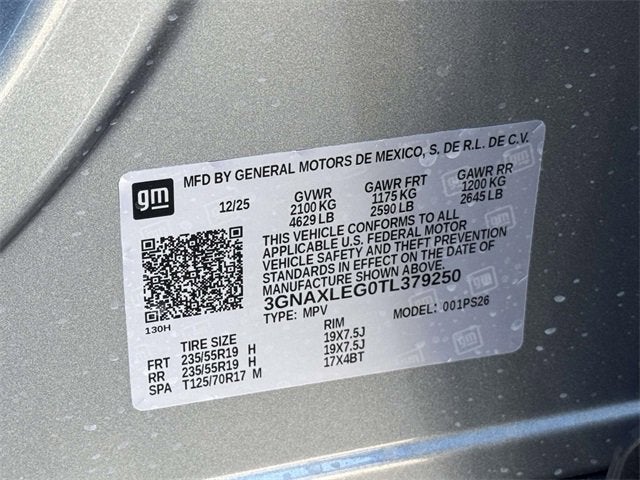 gm
MFD BY GENERAL MOTORS DE MEXICO, S. DE R.L. DE C.V.
12/25
GVWR
2100 KG
4629 LB
GAWR FRT
1175 KG
2590 LB
GAWR RR
1200 KG
2645 LB
THIS VEHICLE CONFORMS TO ALL
APPLICABLE U.S. FEDERAL MOTOR
VEHICLE SAFETY AND THEFT PREVENTION
STANDARDS IN EFFECT ON THE DATE OF
MANUFACTURE SHOWN ABOVE.
3GNAXLEG0TL379250
TYPE: MPV MODEL: 001PS26
130H
TIRE SIZE RIM
FRT 235/55R19 H 19X7.5J
RR 235/55R19 H 19X7.5J
SPA T125/70R17 M 17X4BT